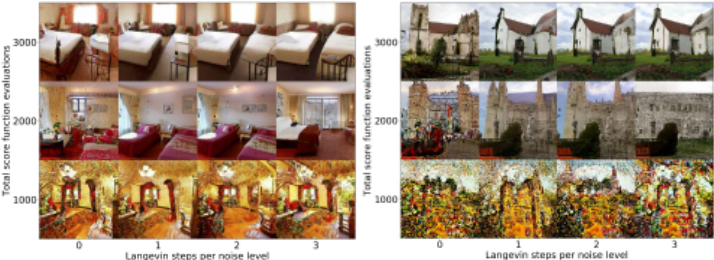 Total score function evaluations
3000
2000
1000
0 1 2 3
Langevin steps per noise level
Total score function evaluations
3000
2000
1000
0 1 2 3
Langevin steps per noise level